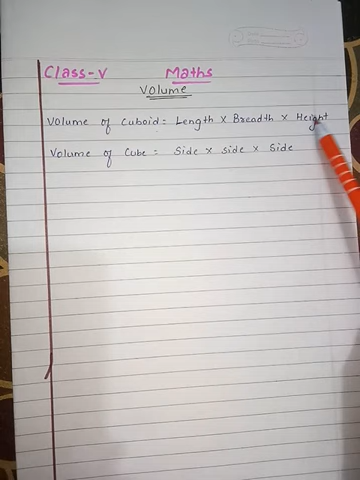 Class-V Maths
Volume
Volume of Cuboid = Length × Breadth × Height
Volume of Cube = Side × side × Side